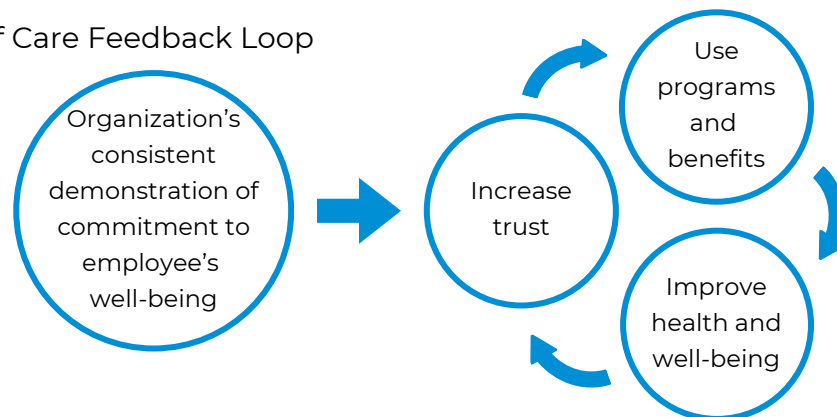 Care Feedback Loop
Organization's
consistent
demonstration of
commitment to
employee's
well-being
Increase
trust
Use
programs
and
benefits
Improve
health and
well-being